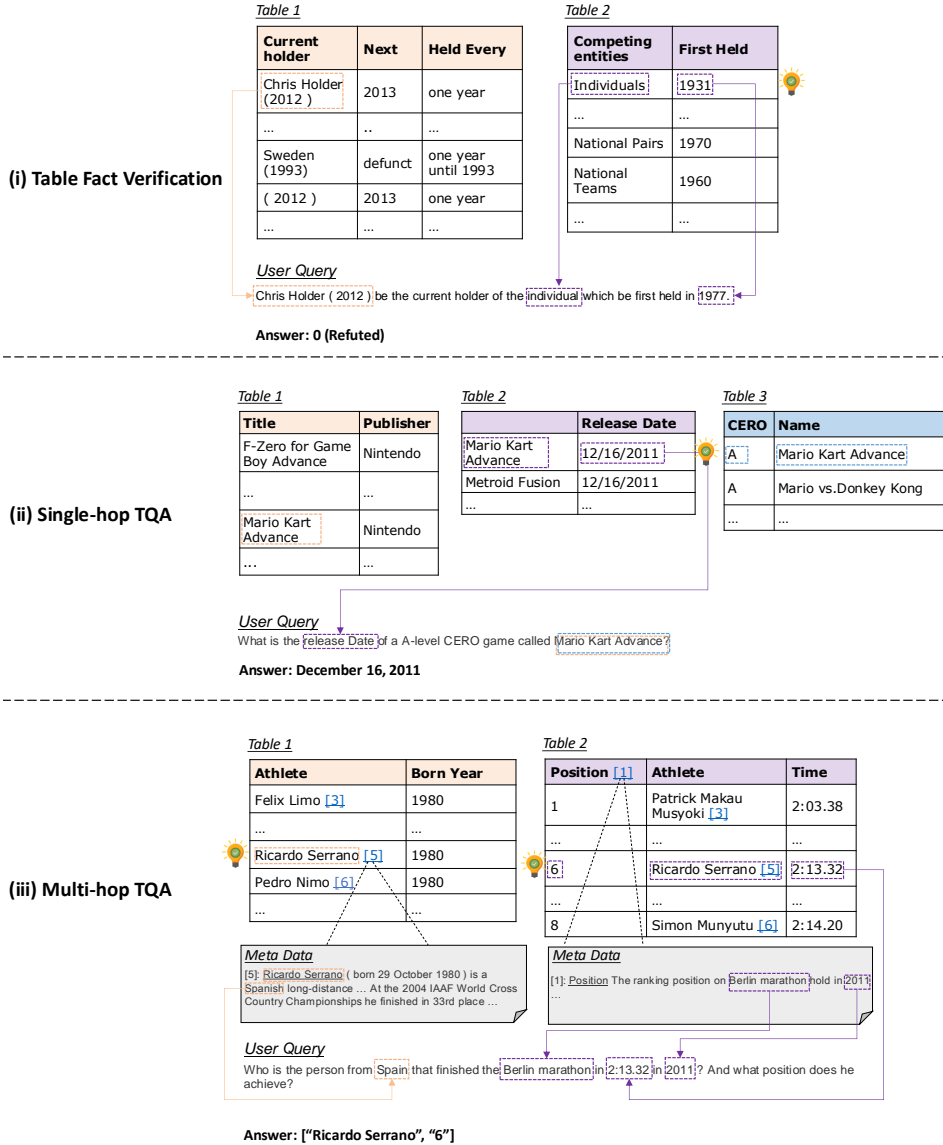 (i) Table Fact Verification
Table 1
Current holder | Next | Held Every
Chris Holder (2012 ) | 2013 | one year
... | .. | ...
Sweden (1993) | defunct | one year until 1993
( 2012 ) | 2013 | one year
... | ... | ...
Table 2
Competing entities | First Held
Individuals | 1931
... | ...
National Pairs | 1970
National Teams | 1960
... | ...
User Query
Chris Holder ( 2012 ) be the current holder of the individual which be first held in 1977.
Answer: 0 (Refuted)
(ii) Single-hop TQA
Table 1
Title | Publisher
F-Zero for Game Boy Advance | Nintendo
... | ...
Mario Kart Advance | Nintendo
... | ...
Table 2
Release Date
Mario Kart Advance | 12/16/2011
Metroid Fusion | 12/16/2011
... | ...
Table 3
CERO | Name
A | Mario Kart Advance
A | Mario vs.Donkey Kong
... | ...
User Query
What is the release Date of a A-level CERO game called Mario Kart Advance?
Answer: December 16, 2011
(iii) Multi-hop TQA
Table 1
Athlete | Born Year
Felix Limo [3] | 1980
... | ...
Ricardo Serrano [5] | 1980
Pedro Nimo [6] | 1980
... | ...
Meta Data
[5]: Ricardo Serrano ( born 29 October 1980 ) is a
Spanish long-distance ... At the 2004 IAAF World Cross
Country Championships he finished in 33rd place ...
Table 2
Position [1] | Athlete | Time
1 | Patrick Makau Musyoki [3] | 2:03.38
... | ... | ...
6 | Ricardo Serrano [5] | 2:13.32
... | ... | ...
8 | Simon Munyutu [6] | 2:14.20
Meta Data
[1]: Position The ranking position on Berlin marathon hold in 2011
...
User Query
Who is the person from Spain that finished the Berlin marathon in 2:13.32 in 2011 ? And what position does he
achieve?
Answer: ["Ricardo Serrano", "6"]